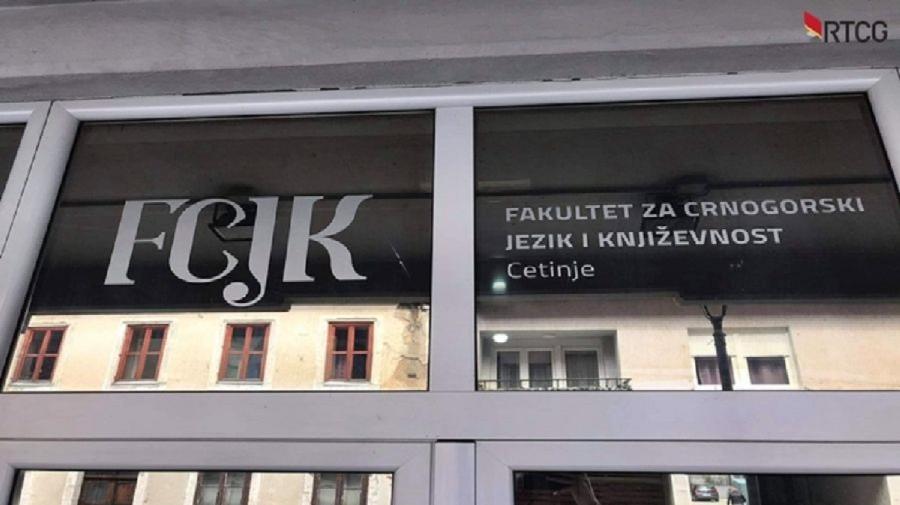 RTCG
FCJK
FAKULTET ZA CRNOGORSKI
JEZIK I KNJIŽEVNOST
Cetinje